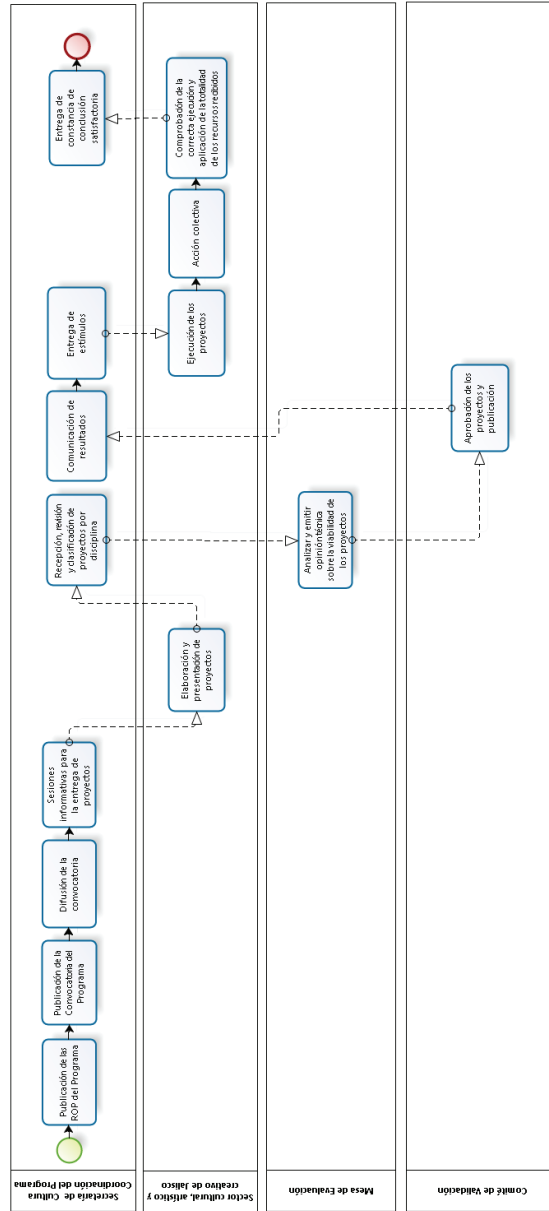 Secretaría de Cultura
Coordinación del Programa
Publicación de las
ROP del Programa
Publicación de la
Convocatoria del
Programa
Difusión de la
convocatoria
Sesiones
informativas para
la entrega de
proyectos
Recepción, revisión
y clasificación de
proyectos por
disciplina
Comunicación de
resultados
Entrega de
estímulos
Entrega de
constancia de
conclusión
satisfactoria
Sector cultural, artístico y
creativo de Jalisco
Elaboración y
presentación de
proyectos
Ejecución de los
proyectos
Acción colectiva
Comprobación de la
correcta ejecución y
aplicación de la totalidad
de los recursos recibidos
Mesa de Evaluación
Analizar y emitir
opinión técnica
sobre la viabilidad de
los proyectos
Comité de Validación
Aprobación de los
proyectos y
publicación